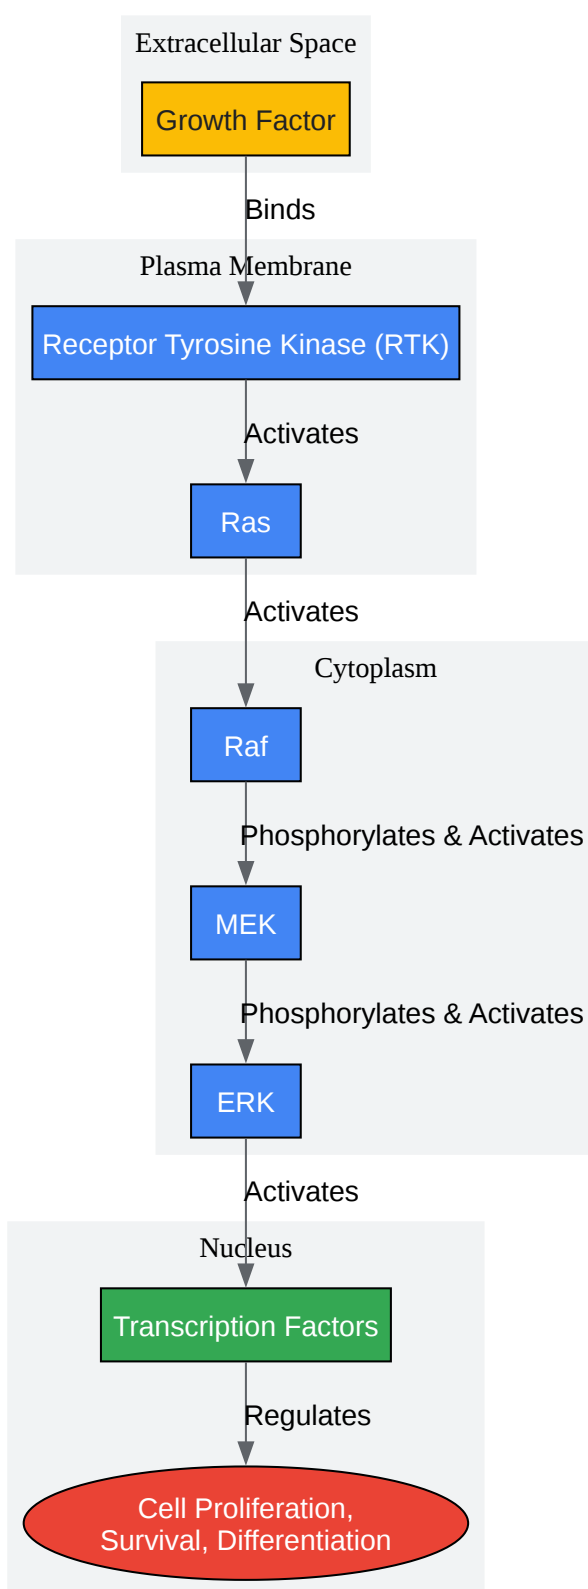 Extracellular Space
Growth Factor
Binds
Plasma Membrane
Receptor Tyrosine Kinase (RTK)
Activates
Ras
Activates
Cytoplasm
Raf
Phosphorylates & Activates
MEK
Phosphorylates & Activates
ERK
Activates
Nucleus
Transcription Factors
Regulates
Cell Proliferation,
Survival, Differentiation